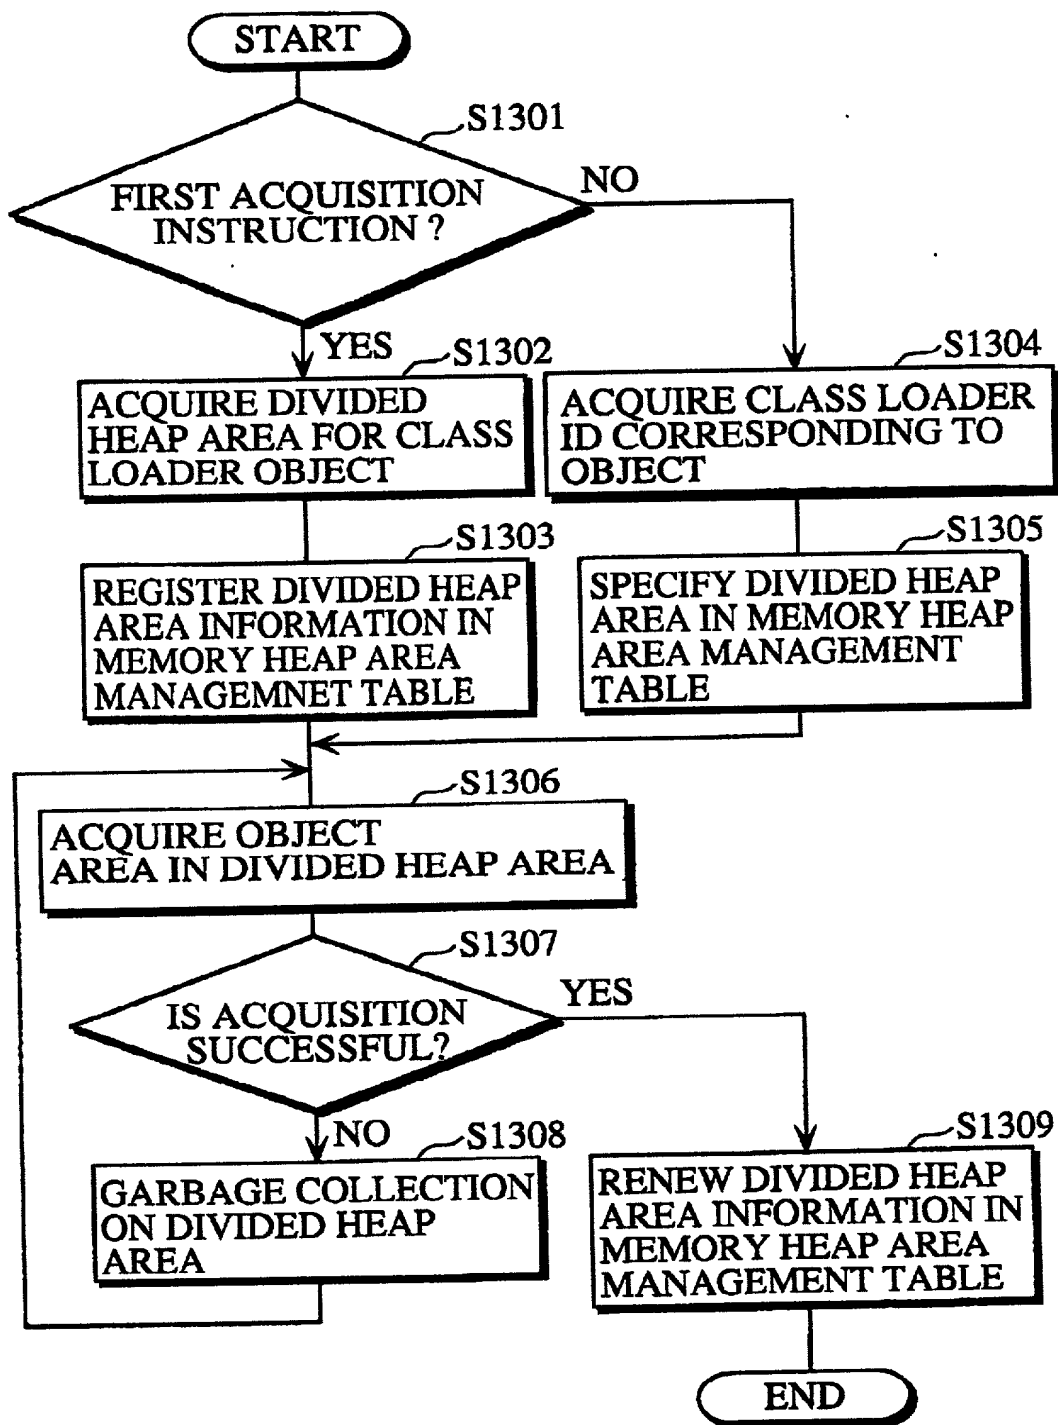 START
S1301
FIRST ACQUISITION
INSTRUCTION ?
NO
YES
S1302
ACQUIRE DIVIDED
HEAP AREA FOR CLASS
LOADER OBJECT
S1304
ACQUIRE CLASS LOADER
ID CORRESPONDING TO
OBJECT
S1303
REGISTER DIVIDED HEAP
AREA INFORMATION IN
MEMORY HEAP AREA
MANAGEMNET TABLE
S1305
SPECIFY DIVIDED HEAP
AREA IN MEMORY HEAP
AREA MANAGEMENT
TABLE
S1306
ACQUIRE OBJECT
AREA IN DIVIDED HEAP AREA
S1307
IS ACQUISITION
SUCCESSFUL?
YES
NO
S1308
GARBAGE COLLECTION
ON DIVIDED HEAP
AREA
S1309
RENEW DIVIDED HEAP
AREA INFORMATION IN
MEMORY HEAP AREA
MANAGEMENT TABLE
END